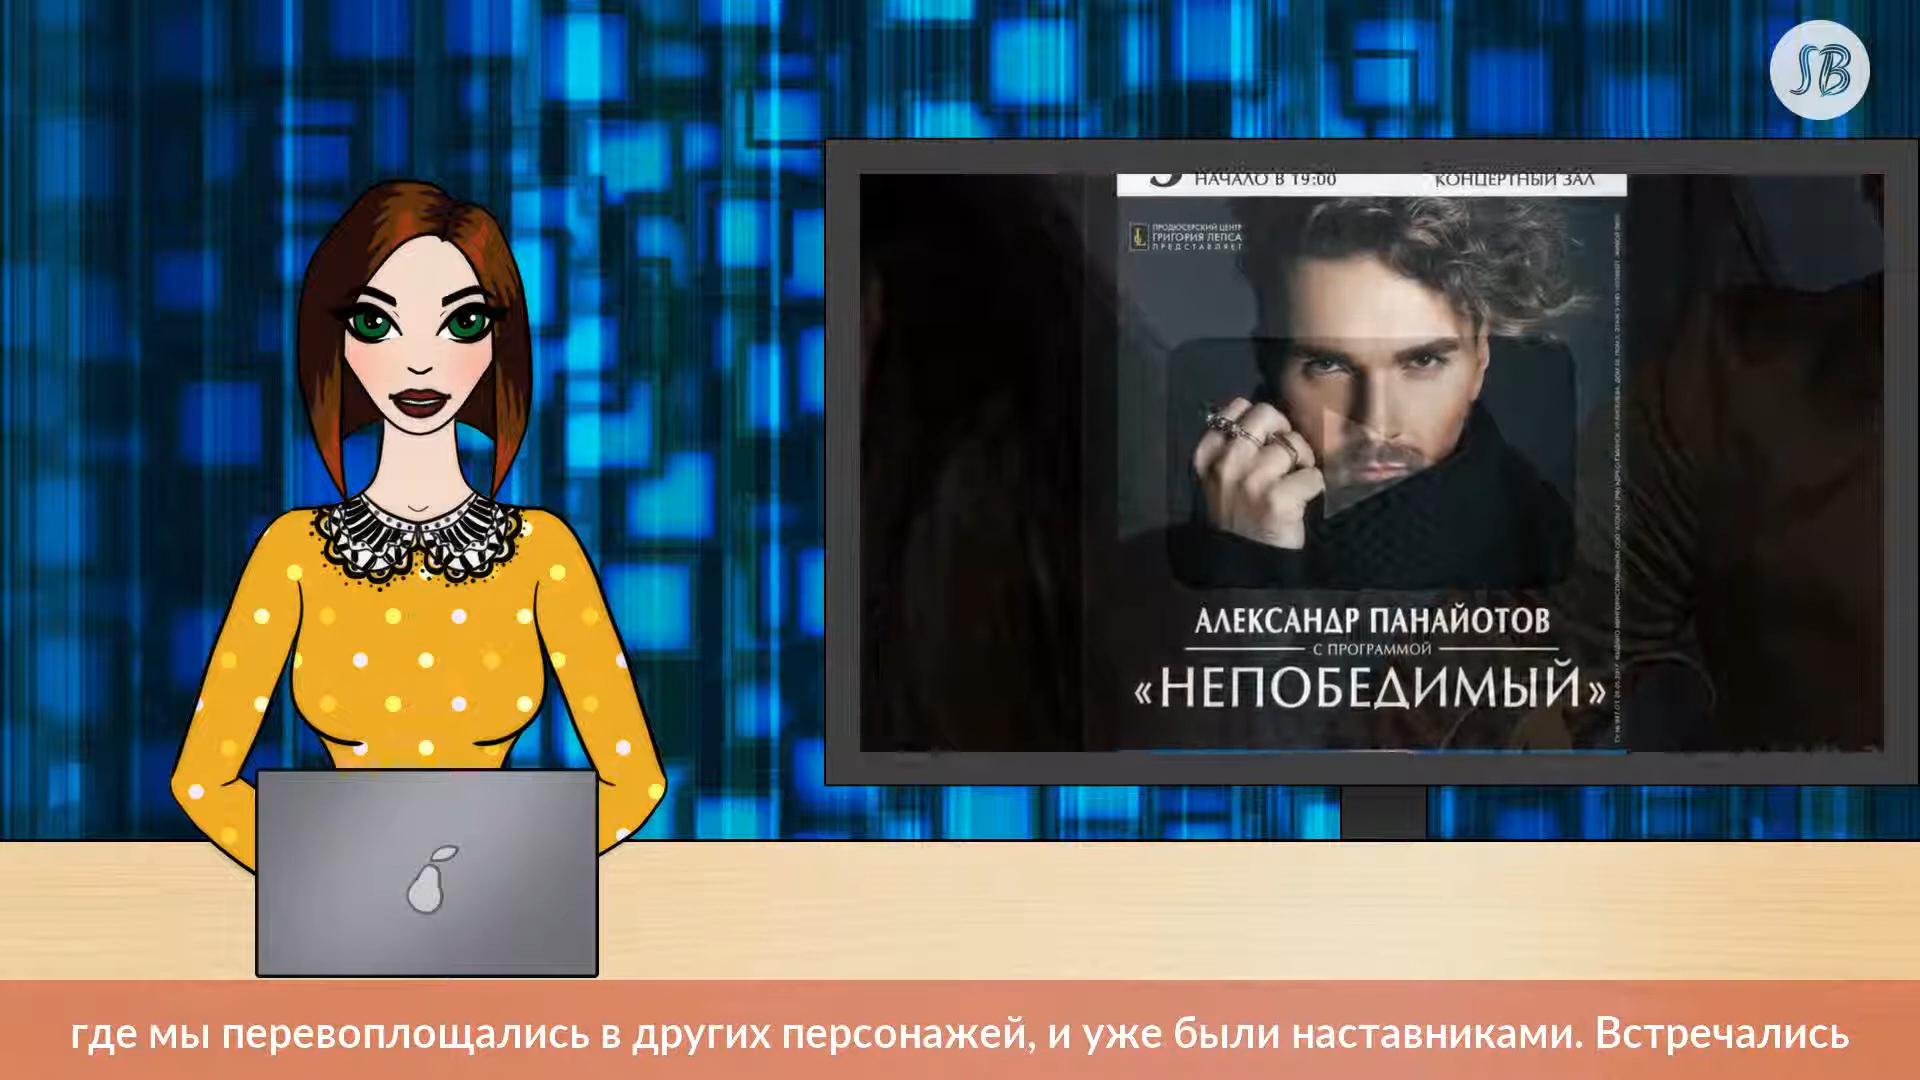 SB
НАЧАЛО В 19:00
КОНЦЕРТНЫЙ ЗАЛ
ПРОДЮСЕРСКИЙ ЦЕНТР
ГРИГОРИЯ ЛЕПСА
ПРЕДСТАВЛЯЕТ
АЛЕКСАНДР ПАНАЙОТОВ
С ПРОГРАММОЙ
«НЕПОБЕДИМЫЙ»
где мы перевоплощались в других персонажей, и уже были наставниками. Встречались